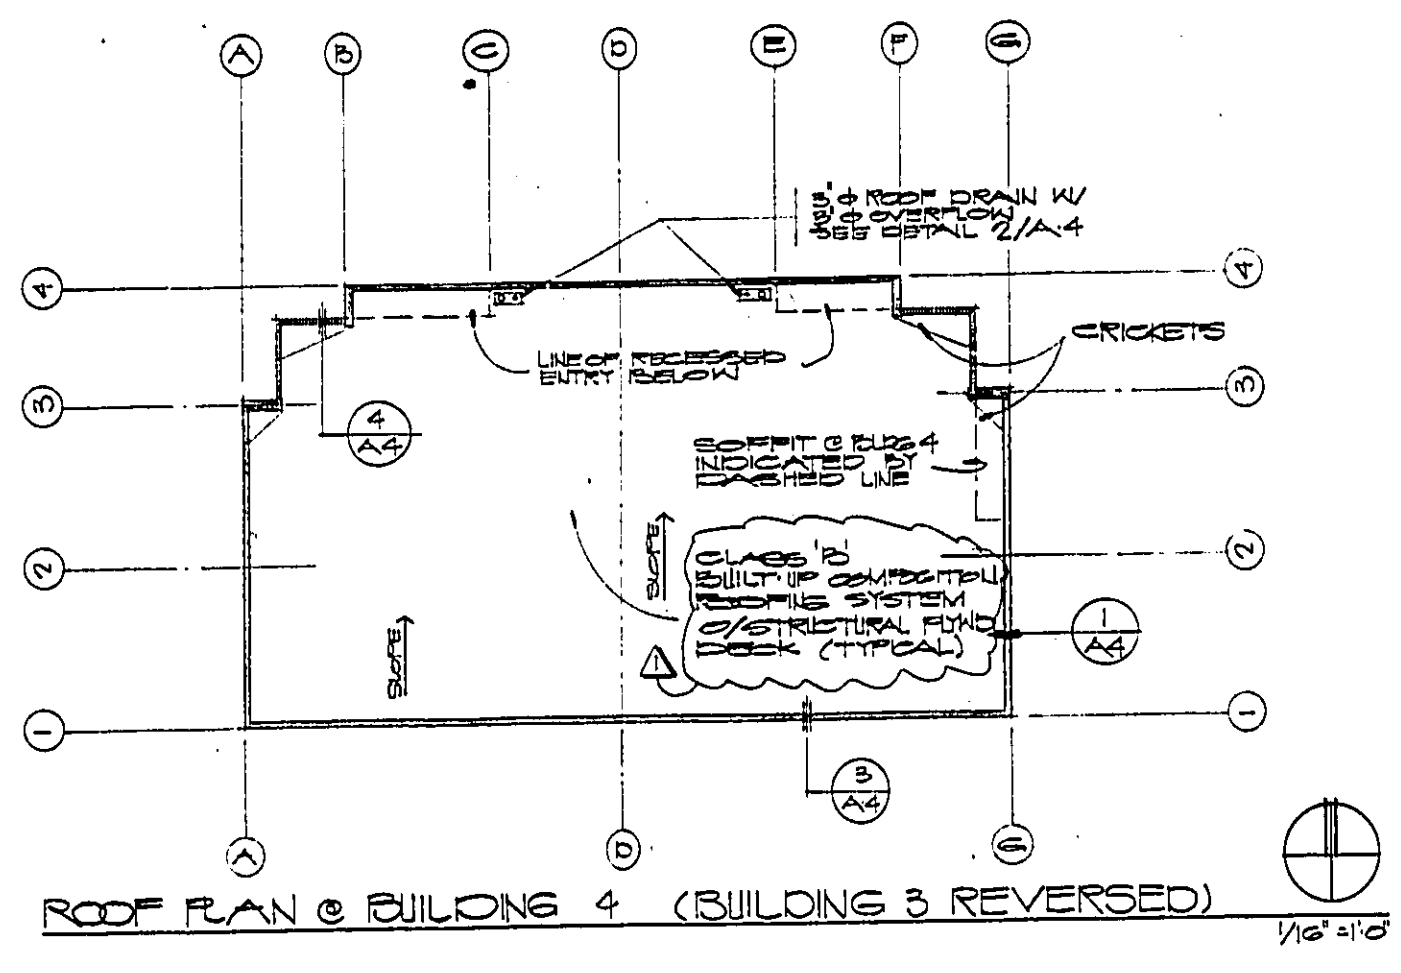 A B C D E F G
3"ϕ ROOF DRAIN W/
3"ϕ OVERFLOW
SEE DETAIL 2/A.4
4 4
CRICKETS
LINE OF RECESSED
ENTRY BELOW
3 3
4
A4
SOFFIT @ BLDG 4
INDICATED BY
DASHED LINE
SLOPE
2 2
CLASS 'B'
BUILT-UP COMPOSITION
ROOFING SYSTEM
O/STRUCTURAL PLYWD
DECK (TYPICAL)
1
A4
SLOPE
1
1 1
3
A.4
A D G
ROOF PLAN @ BUILDING 4 (BUILDING 3 REVERSED)
1/16" = 1'-0"